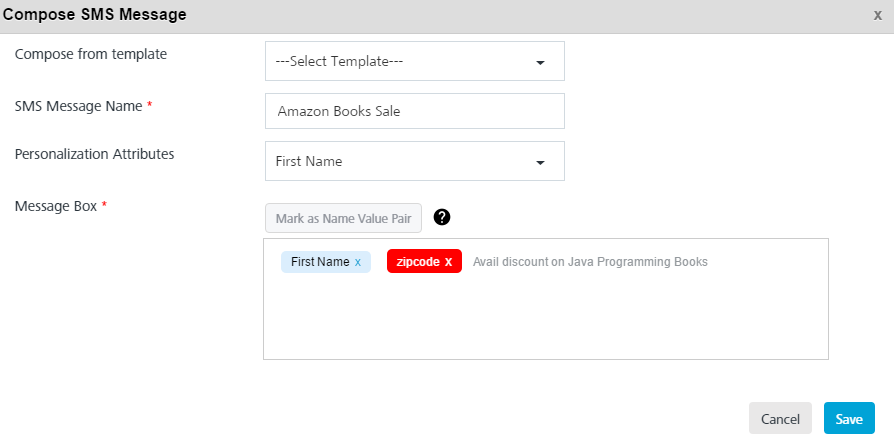 Compose SMS Message x
Compose from template ---Select Template---
SMS Message Name * Amazon Books Sale
Personalization Attributes First Name
Message Box * Mark as Name Value Pair ?
First Name x zipcode x Avail discount on Java Programming Books
Cancel Save